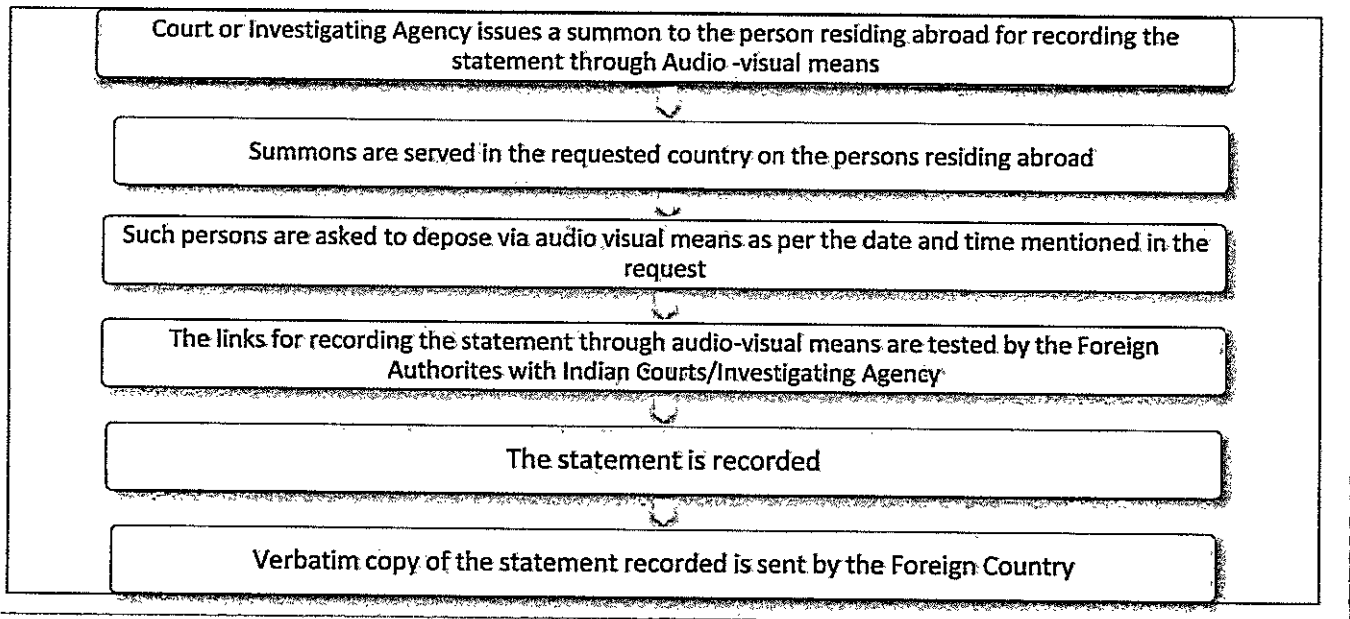 Court or Investigating Agency issues a summon to the person residing abroad for recording the
statement through Audio -visual means
Summons are served in the requested country on the persons residing abroad
Such persons are asked to depose via audio visual means as per the date and time mentioned in the
request
The links for recording the statement through audio-visual means are tested by the Foreign
Authorites with Indian Courts/Investigating Agency
The statement is recorded
Verbatim copy of the statement recorded is sent by the Foreign Country